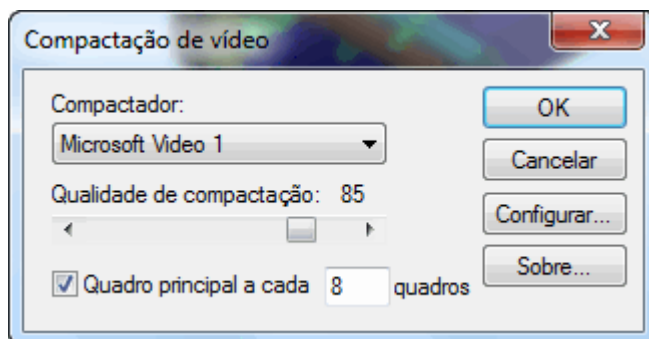 Compactação de vídeo
Compactador:
Microsoft Video 1
Qualidade de compactação: 85
Quadro principal a cada 8 quadros
OK
Cancelar
Configurar...
Sobre...